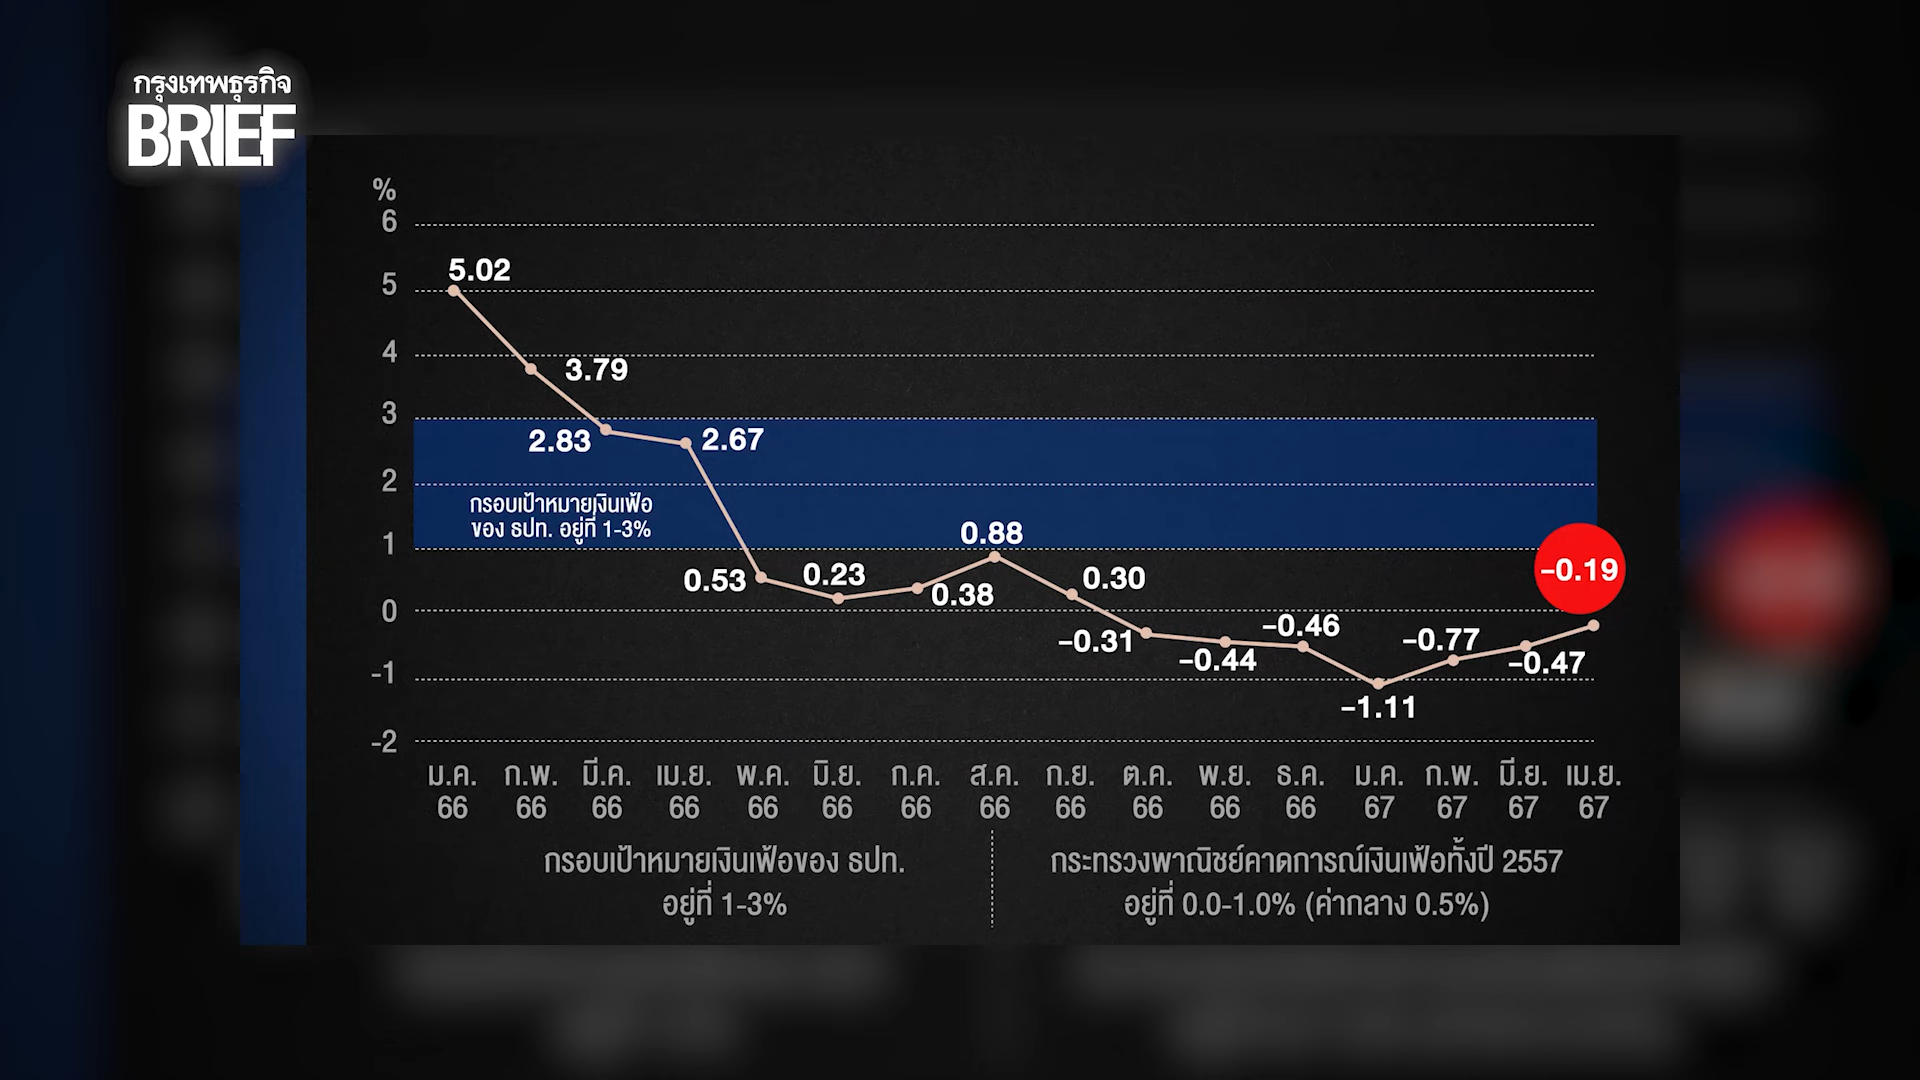 กรุงเทพธุรกิจ
BRIEF
%
6
5
4
3
2
1
0
-1
-2
5.02
3.79
2.83
2.67
0.53
0.23
0.38
0.88
0.30
-0.31
-0.44
-0.46
-1.11
-0.77
-0.47
-0.19
กรอบเป้าหมายเงินเฟ้อ
ของ ธปท. อยู่ที่ 1-3%
ม.ค. ก.พ. มี.ค. เม.ย. พ.ค. มิ.ย. ก.ค. ส.ค. ก.ย. ต.ค. พ.ย. ธ.ค. ม.ค. ก.พ. มี.ย. เม.ย.
66 66 66 66 66 66 66 66 66 66 66 66 67 67 67 67
กรอบเป้าหมายเงินเฟ้อของ ธปท.
อยู่ที่ 1-3%
กระทรวงพาณิชย์คาดการณ์เงินเฟ้อทั้งปี 2557
อยู่ที่ 0.0-1.0% (ค่ากลาง 0.5%)